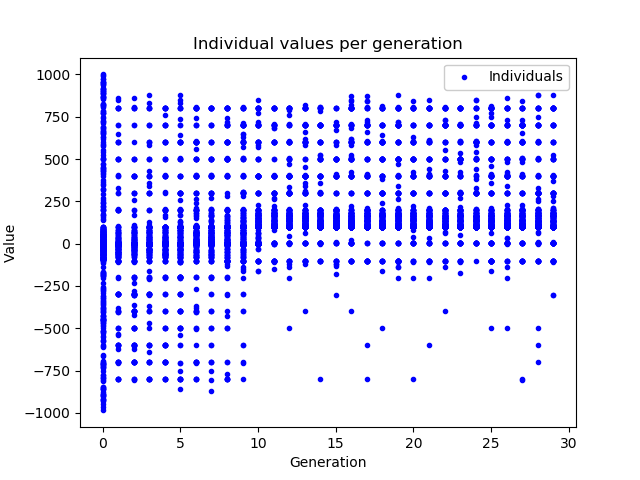 Individual values per generation
Individuals
1000
750
500
250
0
−250
−500
−750
−1000
Value
0 5 10 15 20 25 30
Generation